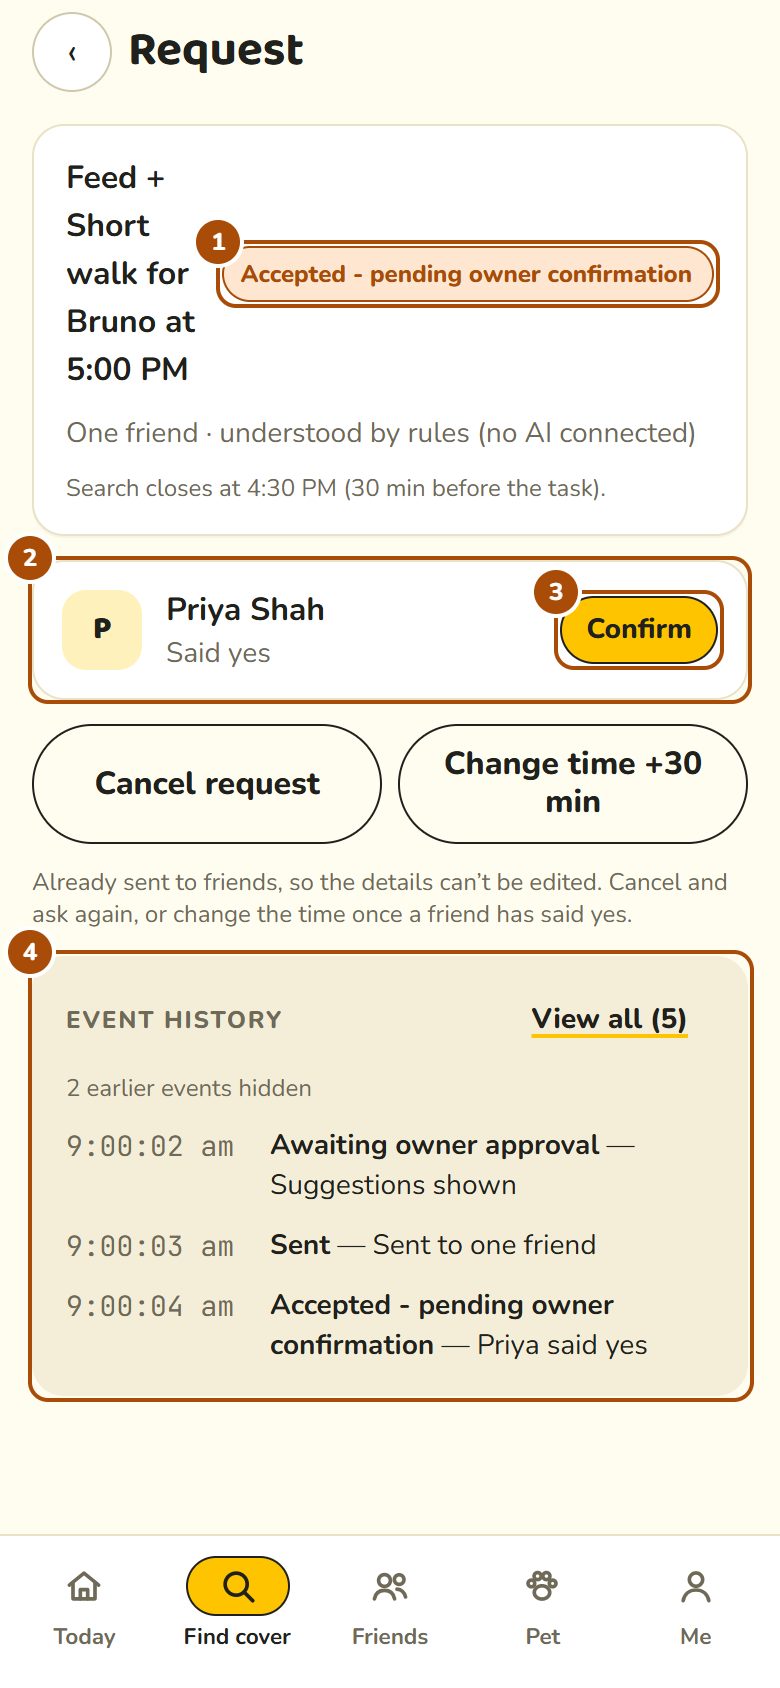 ‹ Request
Feed +
Short
walk for
Bruno at
5:00 PM
1
Accepted - pending owner confirmation
One friend · understood by rules (no AI connected)
Search closes at 4:30 PM (30 min before the task).
2
P
Priya Shah
Said yes
3
Confirm
Cancel request
Change time +30
min
Already sent to friends, so the details can’t be edited. Cancel and
ask again, or change the time once a friend has said yes.
4
EVENT HISTORY
View all (5)
2 earlier events hidden
9:00:02 am Awaiting owner approval —
Suggestions shown
9:00:03 am Sent — Sent to one friend
9:00:04 am Accepted - pending owner
confirmation — Priya said yes
Today
Find cover
Friends
Pet
Me